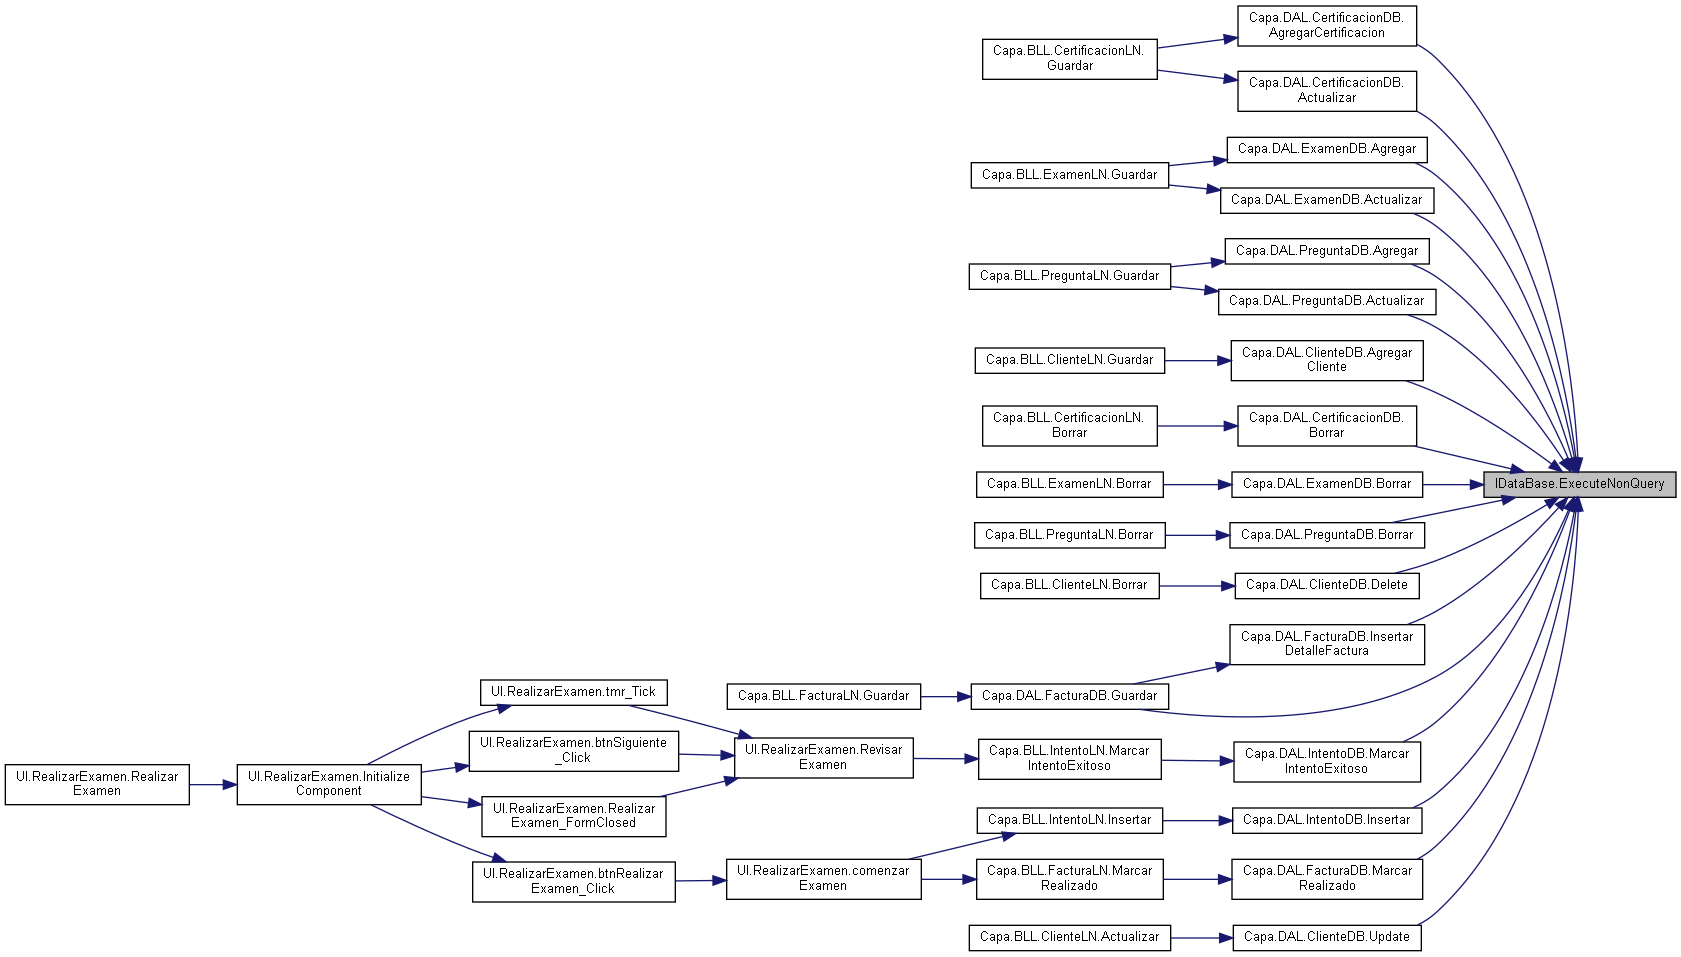 Capa.DAL.CertificacionDB.
AgregarCertificacion
Capa.BLL.CertificacionLN.
Guardar
Capa.DAL.CertificacionDB.
Actualizar
Capa.DAL.ExamenDB.Agregar
Capa.BLL.ExamenLN.Guardar
Capa.DAL.ExamenDB.Actualizar
Capa.DAL.PreguntaDB.Agregar
Capa.BLL.PreguntaLN.Guardar
Capa.DAL.PreguntaDB.Actualizar
Capa.BLL.ClienteLN.Guardar
Capa.DAL.ClienteDB.Agregar
Cliente
Capa.BLL.CertificacionLN.
Borrar
Capa.DAL.CertificacionDB.
Borrar
Capa.BLL.ExamenLN.Borrar
Capa.DAL.ExamenDB.Borrar
IDataBase.ExecuteNonQuery
Capa.BLL.PreguntaLN.Borrar
Capa.DAL.PreguntaDB.Borrar
Capa.BLL.ClienteLN.Borrar
Capa.DAL.ClienteDB.Delete
Capa.DAL.FacturaDB.Insertar
DetalleFactura
UI.RealizarExamen.tmr_Tick
Capa.BLL.FacturaLN.Guardar
Capa.DAL.FacturaDB.Guardar
UI.RealizarExamen.btnSiguiente
_Click
UI.RealizarExamen.Revisar
Examen
Capa.BLL.IntentoLN.Marcar
IntentoExitoso
Capa.DAL.IntentoDB.Marcar
IntentoExitoso
UI.RealizarExamen.Realizar
Examen
UI.RealizarExamen.Initialize
Component
UI.RealizarExamen.Realizar
Examen_FormClosed
Capa.BLL.IntentoLN.Insertar
Capa.DAL.IntentoDB.Insertar
UI.RealizarExamen.btnRealizar
Examen_Click
UI.RealizarExamen.comenzar
Examen
Capa.BLL.FacturaLN.Marcar
Realizado
Capa.DAL.FacturaDB.Marcar
Realizado
Capa.BLL.ClienteLN.Actualizar
Capa.DAL.ClienteDB.Update